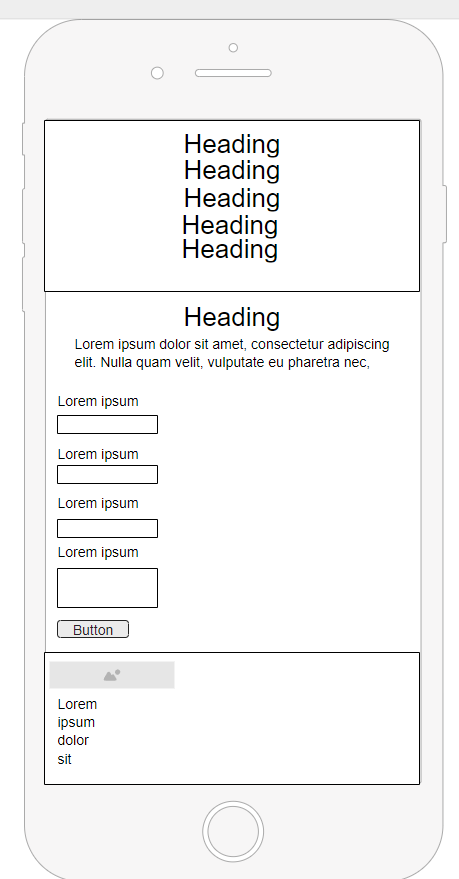 Heading
Heading
Heading
Heading
Heading
Heading
Lorem ipsum dolor sit amet, consectetur adipiscing
elit. Nulla quam velit, vulputate eu pharetra nec,
Lorem ipsum
Lorem ipsum
Lorem ipsum
Lorem ipsum
Button
Lorem
ipsum
dolor
sit